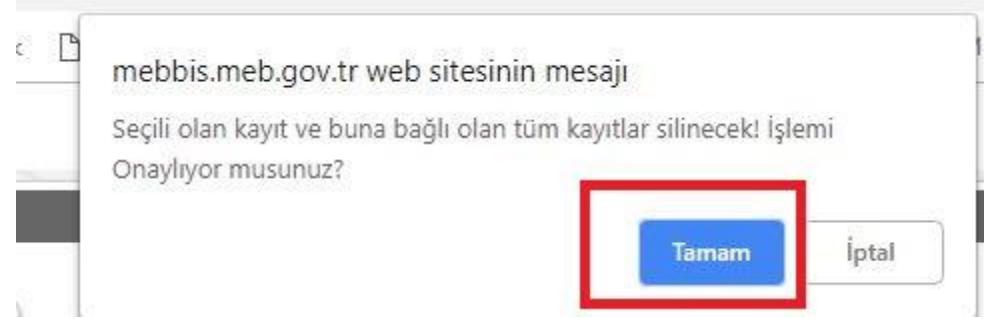 mebbis.meb.gov.tr web sitesinin mesajı
Seçili olan kayıt ve buna bağlı olan tüm kayıtlar silinecek! İşlemi
Onaylıyor musunuz?
Tamam
İptal